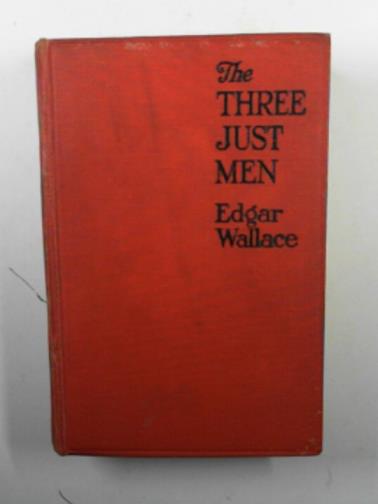 The
THREE
JUST
MEN
Edgar
Wallace